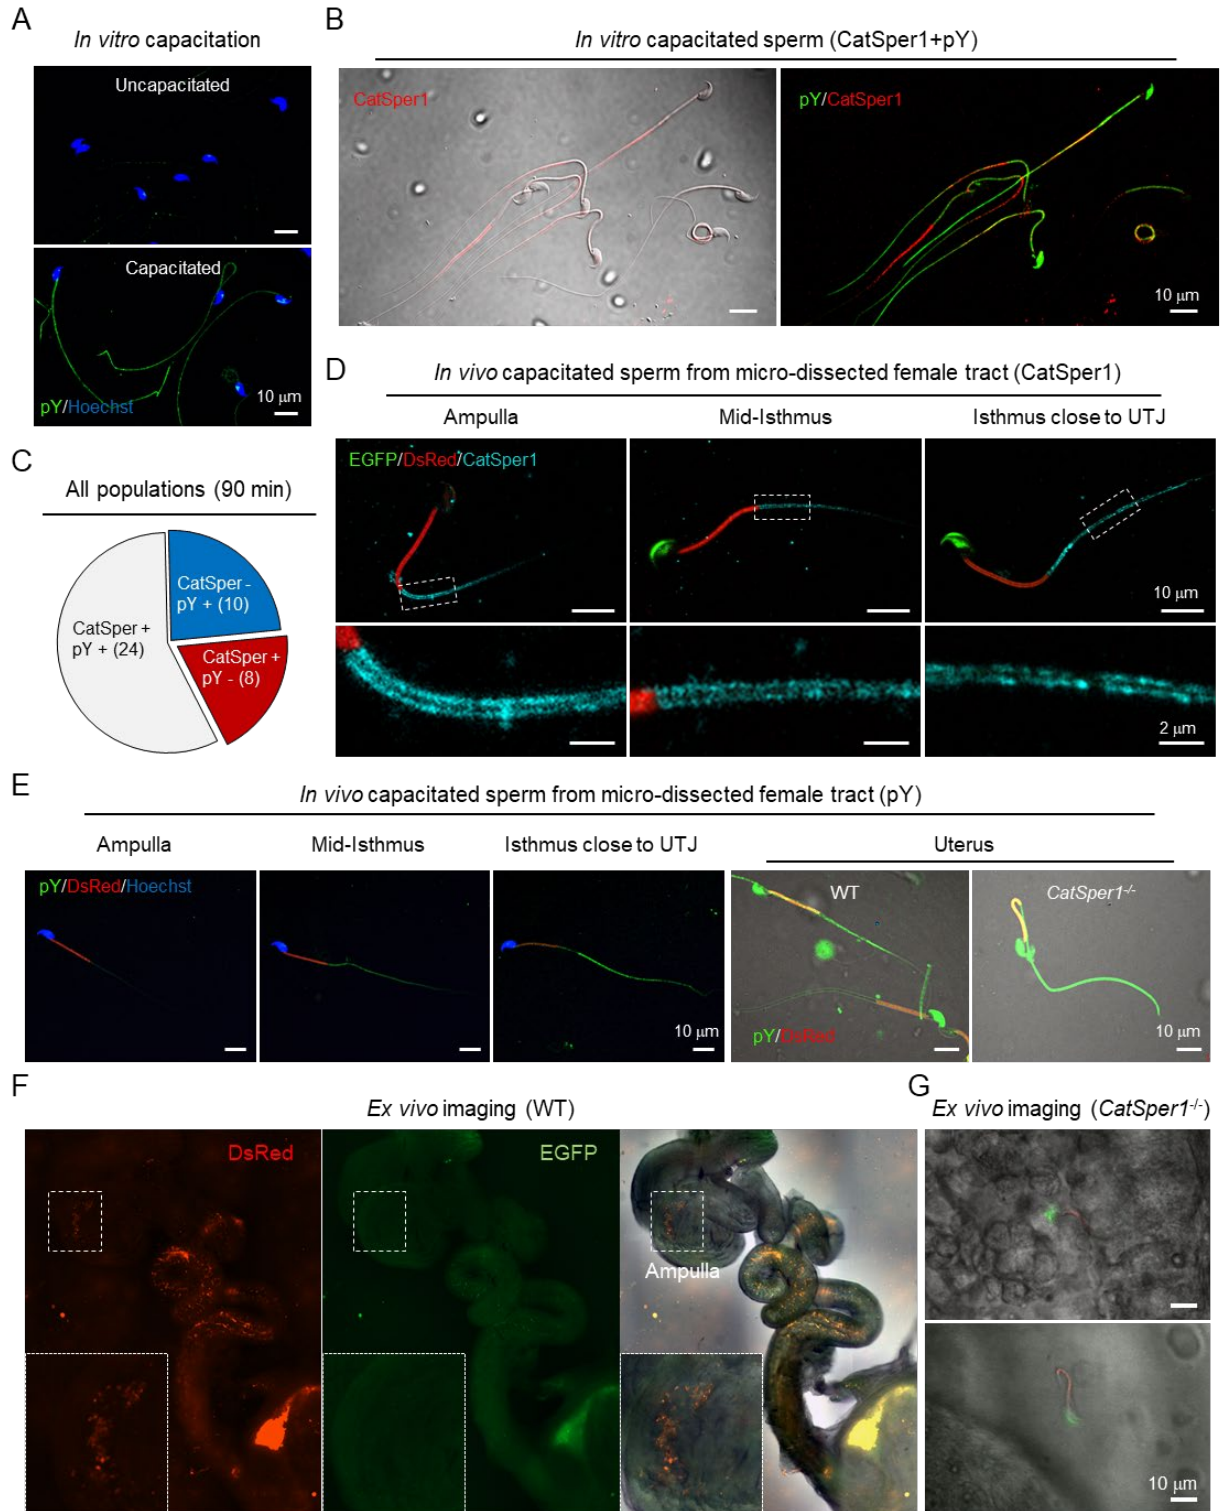 A
In vitro capacitation
Uncapacitated
Capacitated
pY/Hoechst
10 µm
B
In vitro capacitated sperm (CatSper1+pY)
CatSper1
pY/CatSper1
10 µm
C
All populations (90 min)
CatSper -
pY + (10)
CatSper +
pY + (24)
CatSper +
pY - (8)
D
In vivo capacitated sperm from micro-dissected female tract (CatSper1)
Ampulla
Mid-Isthmus
Isthmus close to UTJ
EGFP/DsRed/CatSper1
10 µm
2 µm
E
In vivo capacitated sperm from micro-dissected female tract (pY)
Ampulla
Mid-Isthmus
Isthmus close to UTJ
Uterus
pY/DsRed/Hoechst
10 µm
WT
pY/DsRed
CatSper1-/-
10 µm
F
Ex vivo imaging (WT)
DsRed
EGFP
Ampulla
G
Ex vivo imaging (CatSper1-/-)
10 µm